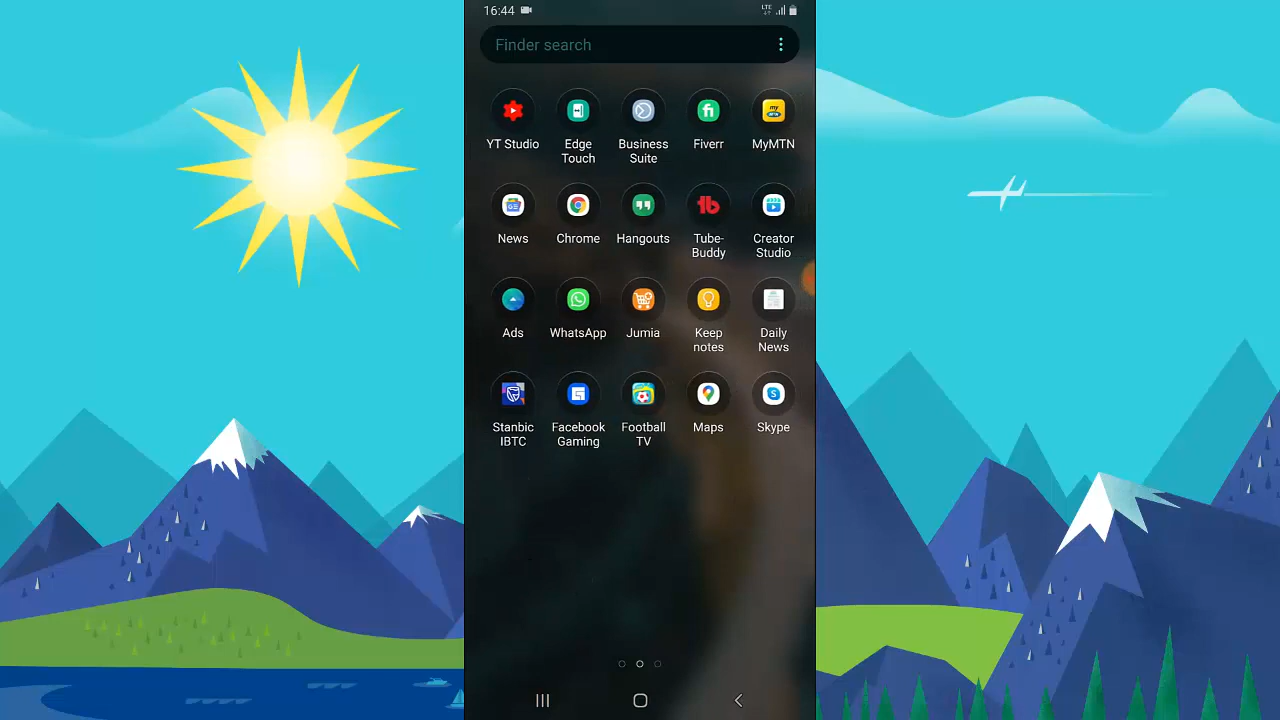 16:44
LTE
Finder search
YT Studio
Edge
Touch
Business
Suite
Fiverr
MyMTN
News
Chrome
Hangouts
Tube-
Buddy
Creator
Studio
Ads
WhatsApp
Jumia
Keep
notes
Daily
News
Stanbic
IBTC
Facebook
Gaming
Football
TV
Maps
Skype